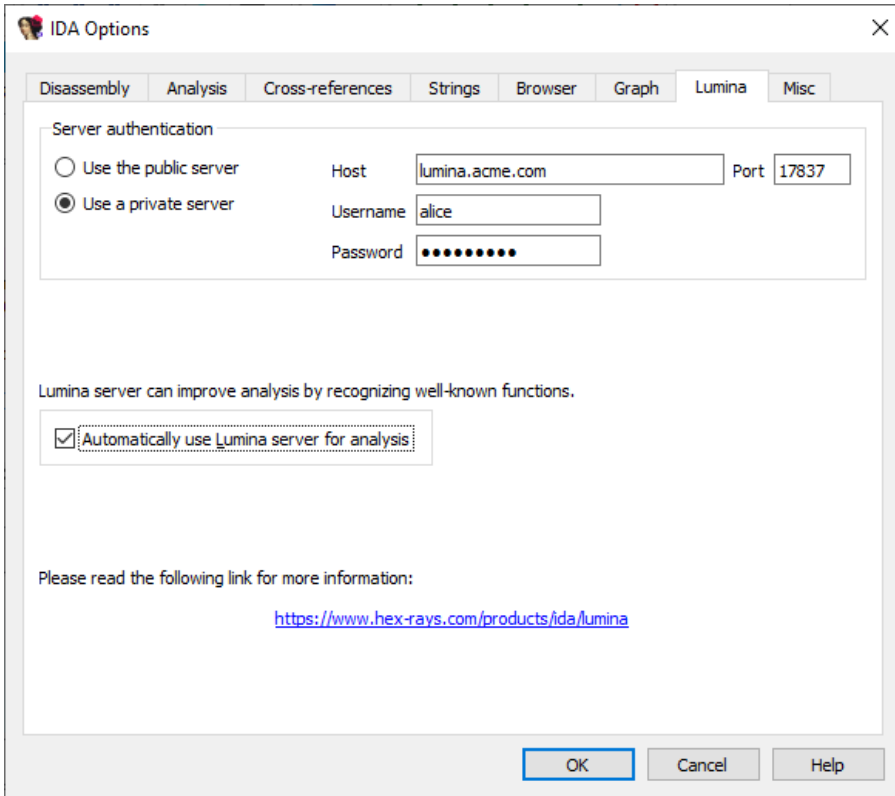 IDA Options
Disassembly Analysis Cross-references Strings Browser Graph Lumina Misc
Server authentication
Use the public server Host lumina.acme.com Port 17837
Use a private server Username alice
Password ●●●●●●●●●
Lumina server can improve analysis by recognizing well-known functions.
Automatically use Lumina server for analysis
Please read the following link for more information:
https://www.hex-rays.com/products/ida/lumina
OK Cancel Help